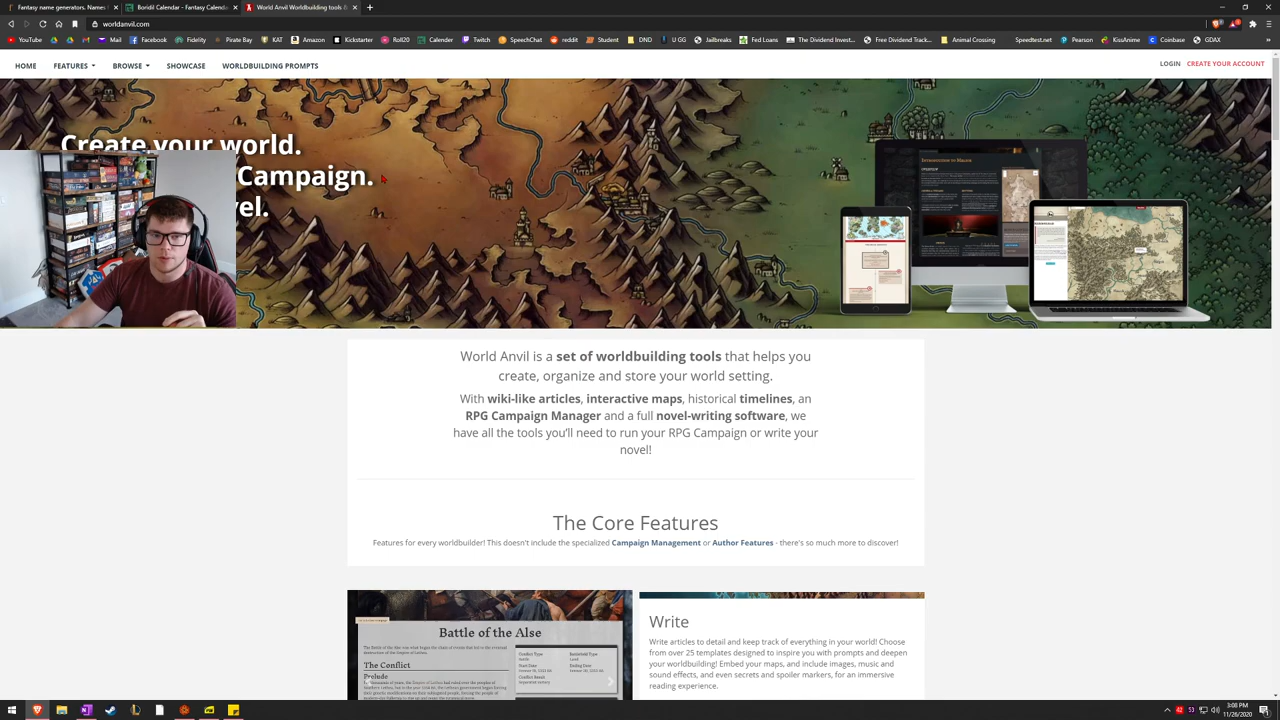 Fantasy name generators. Names f
Boridil Calendar - Fantasy Calenda
World Anvil Worldbuilding tools &
worldanvil.com
YouTube
Mail
Facebook
Fidelity
Pirate Bay
KAT
Amazon
Kickstarter
Roll20
Calender
Twitch
SpeechChat
reddit
Student
DND
U GG
Jailbreaks
Fed Loans
The Dividend Invest...
Free Dividend Track...
Animal Crossing
Speedtest.net
Pearson
KissAnime
Coinbase
GDAX
HOME FEATURES BROWSE SHOWCASE WORLDBUILDING PROMPTS
LOGIN CREATE YOUR ACCOUNT
Create your world.
Campaign.
vel.
World Anvil is a set of worldbuilding tools that helps you
create, organize and store your world setting.
With wiki-like articles, interactive maps, historical timelines, an
RPG Campaign Manager and a full novel-writing software, we
have all the tools you'll need to run your RPG Campaign or write your
novel!
The Core Features
Features for every worldbuilder! This doesn't include the specialized Campaign Management or Author Features - there's so much more to discover!
Battle of the Alse
The Conflict
Prelude
Write
Write articles to detail and keep track of everything in your world! Choose
from over 25 templates designed to inspire you with prompts and deepen
your worldbuilding! Embed your maps, and include images, music and
sound effects, and even secrets and spoiler markers, for an immersive
reading experience.
3:08 PM
11/26/2020